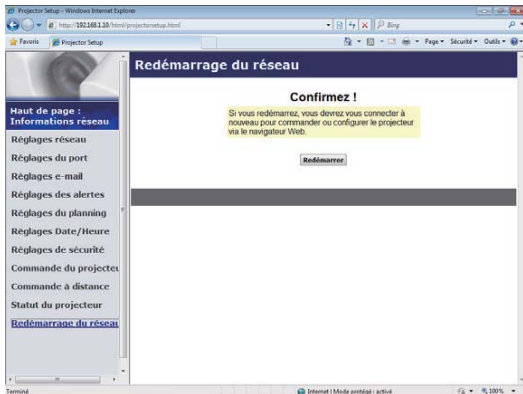 Projector Setup - Windows Internet Explorer
http://192.168.1.10/html/projectorsetup.html
Bing
Favoris Projector Setup Page Sécurité Outils
Redémarrage du réseau
Confirmez !
Si vous redémarrez, vous devrez vous connecter à
nouveau pour commander ou configurer le projecteur
via le navigateur Web.
Redémarrer
Haut de page :
Informations réseau
Réglages réseau
Réglages du port
Réglages e-mail
Réglages des alertes
Réglages du planning
Réglages Date/Heure
Réglages de sécurité
Commande du projecteu
Commande à distance
Statut du projecteur
Redémarrage du réseau
Terminé Internet | Mode protégé : activé 100%